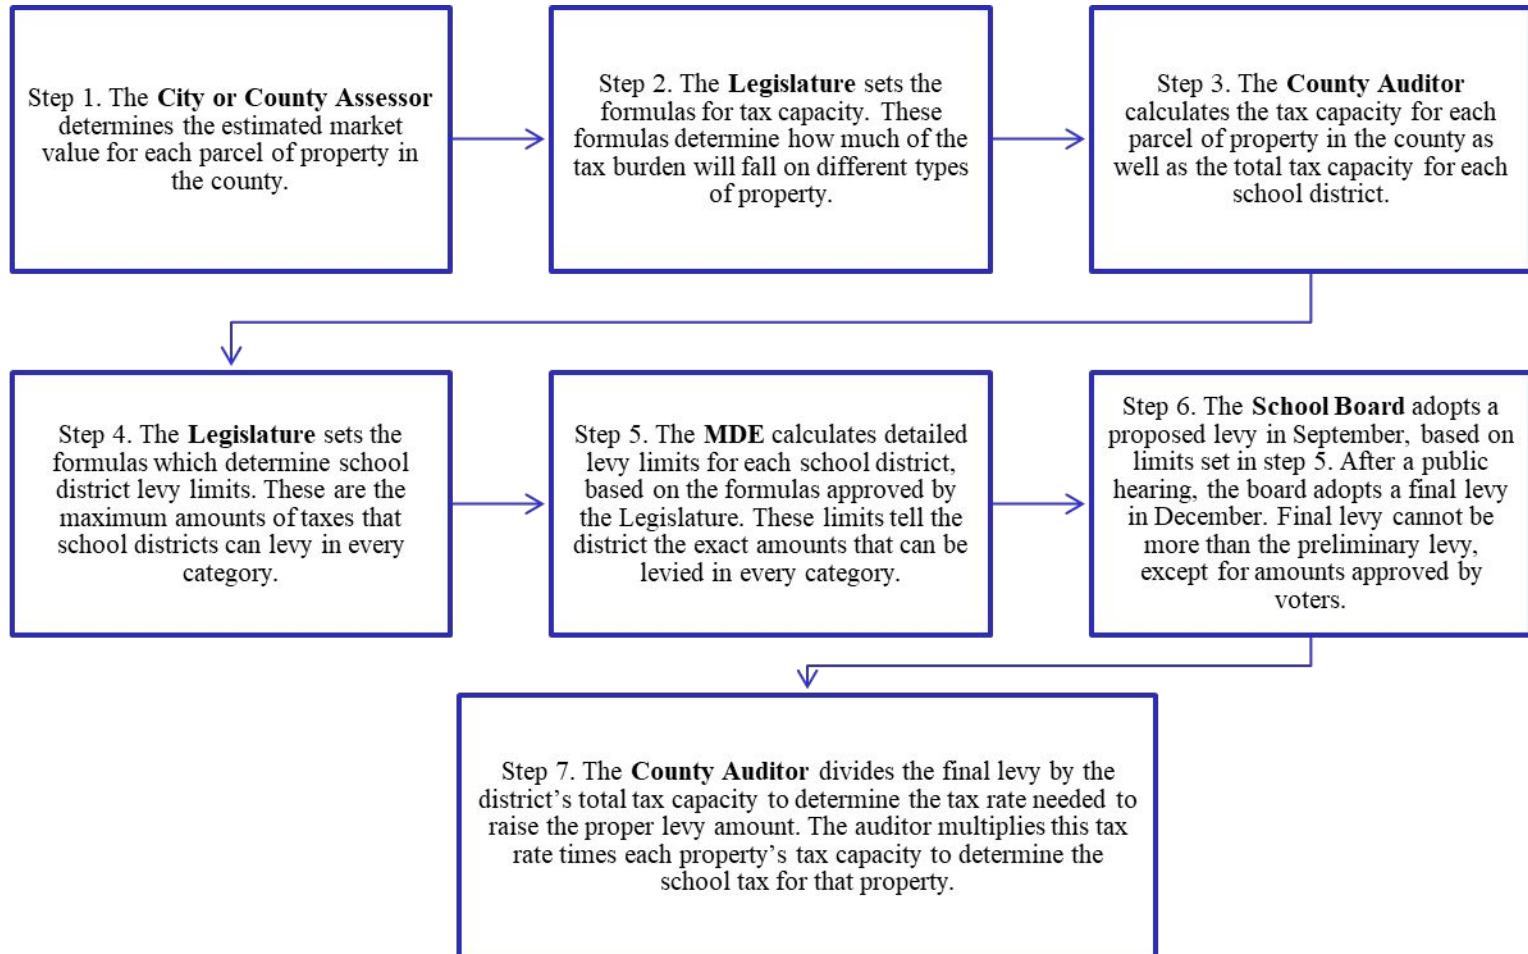 Step 1. The City or County Assessor
determines the estimated market
value for each parcel of property in
the county.
Step 2. The Legislature sets the
formulas for tax capacity. These
formulas determine how much of the
tax burden will fall on different types
of property.
Step 3. The County Auditor
calculates the tax capacity for each
parcel of property in the county as
well as the total tax capacity for each
school district.
Step 4. The Legislature sets the
formulas which determine school
district levy limits. These are the
maximum amounts of taxes that
school districts can levy in every
category.
Step 5. The MDE calculates detailed
levy limits for each school district,
based on the formulas approved by
the Legislature. These limits tell the
district the exact amounts that can be
levied in every category.
Step 6. The School Board adopts a
proposed levy in September, based on
limits set in step 5. After a public
hearing, the board adopts a final levy
in December. Final levy cannot be
more than the preliminary levy,
except for amounts approved by
voters.
Step 7. The County Auditor divides the final levy by the
district’s total tax capacity to determine the tax rate needed to
raise the proper levy amount. The auditor multiplies this tax
rate times each property’s tax capacity to determine the
school tax for that property.